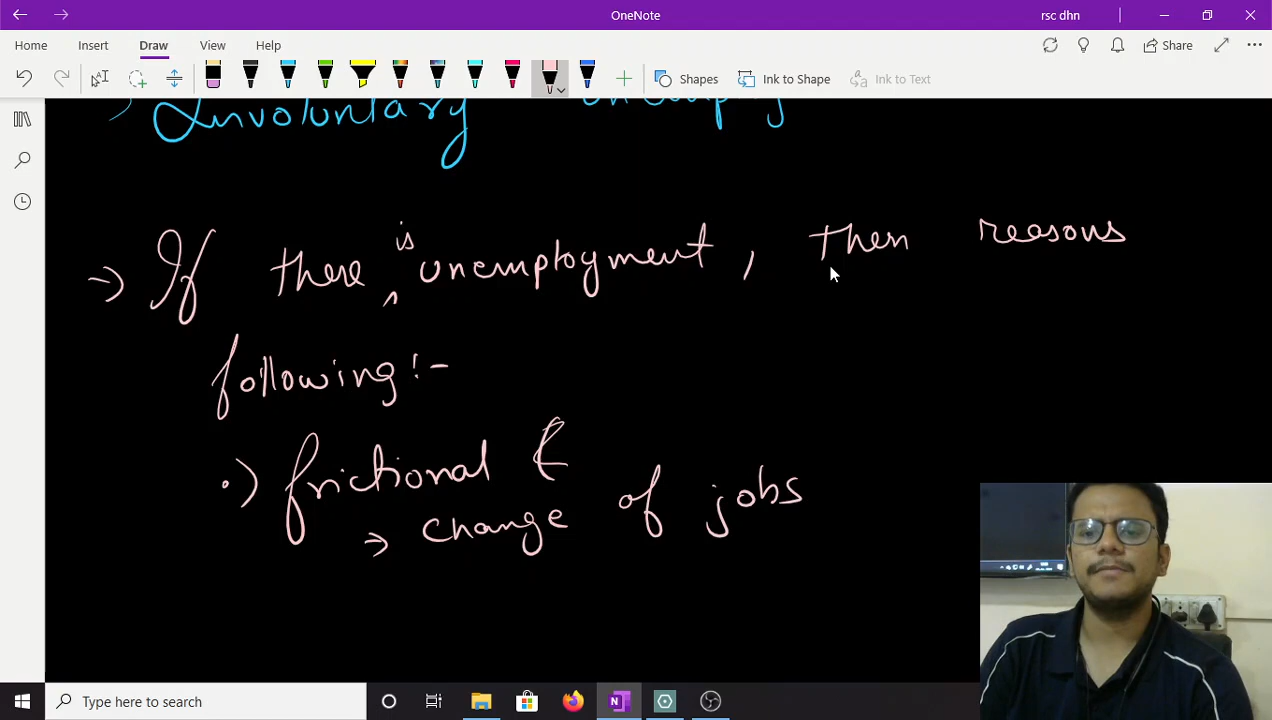 OneNote
rsc dhn
Home Insert Draw View Help
Share
Shapes Ink to Shape Ink to Text
Involuntary
⇒ If there is unemployment, then reasons
following:-
•) frictional
→ change of jobs
Type here to search